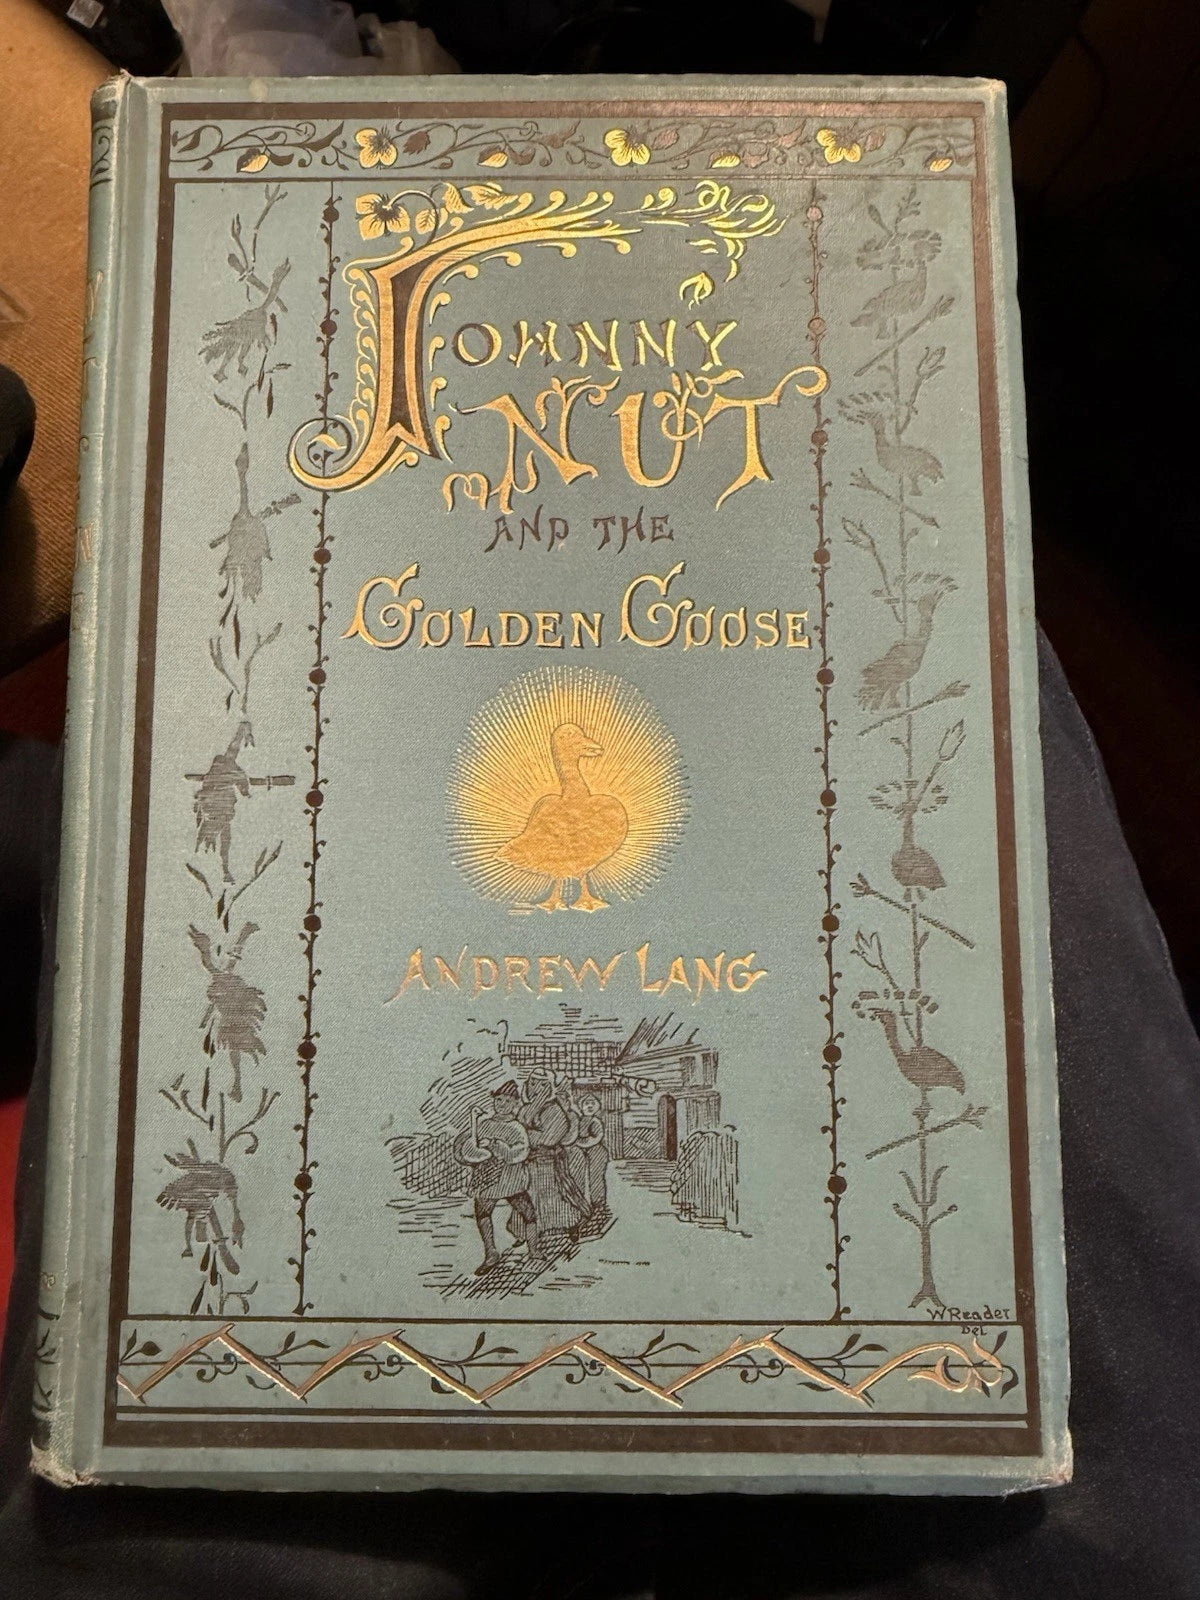 JOHNNY
NUT
AND THE
GOLDEN GOOSE
ANDREW LANG
W Reader
Del